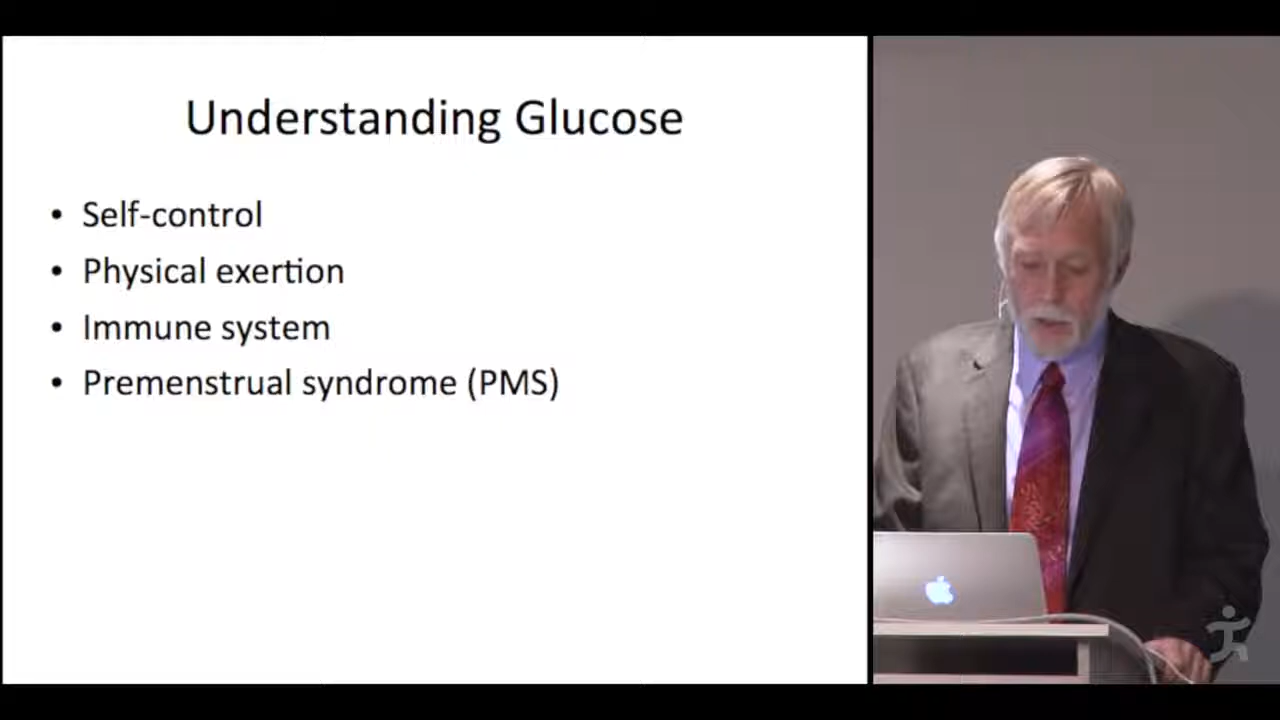 Understanding Glucose
• Self-control
• Physical exertion
• Immune system
• Premenstrual syndrome (PMS)